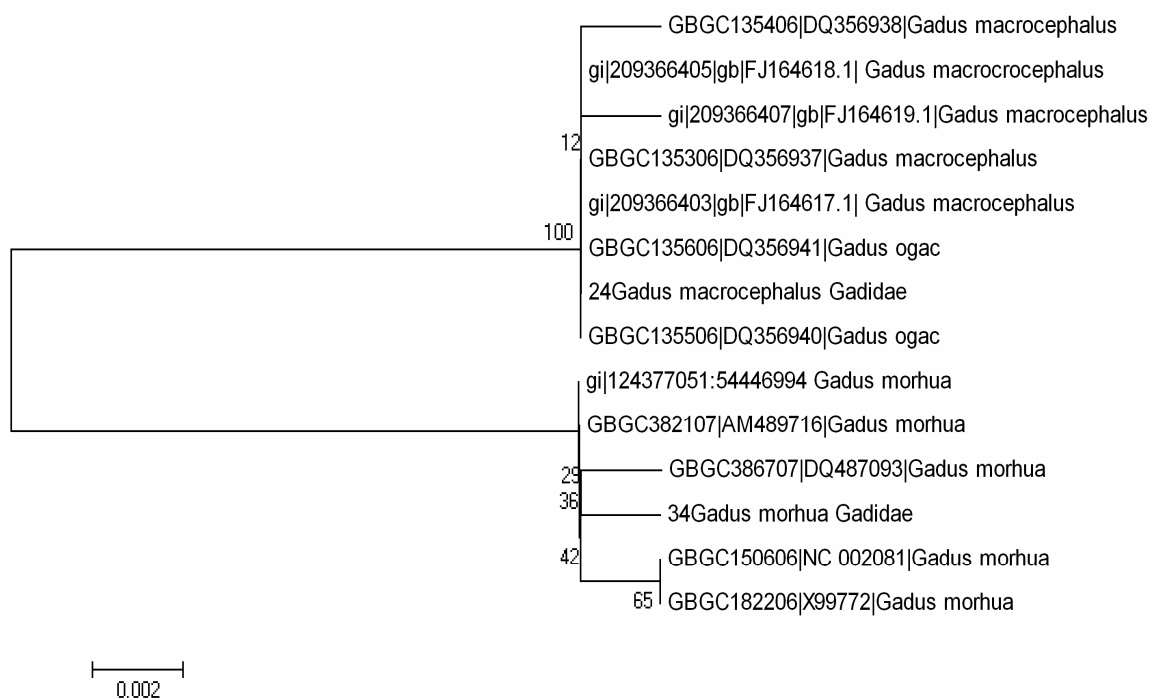 GBGC135406|DQ356938|Gadus macrocephalus
gi|209366405|gb|FJ164618.1| Gadus macrocrocephalus
gi|209366407|gb|FJ164619.1|Gadus macrocephalus
12
GBGC135306|DQ356937|Gadus macrocephalus
gi|209366403|gb|FJ164617.1| Gadus macrocephalus
100
GBGC135606|DQ356941|Gadus ogac
24Gadus macrocephalus Gadidae
GBGC135506|DQ356940|Gadus ogac
gi|124377051:54446994 Gadus morhua
GBGC382107|AM489716|Gadus morhua
GBGC386707|DQ487093|Gadus morhua
29
36
34Gadus morhua Gadidae
42
GBGC150606|NC 002081|Gadus morhua
65
GBGC182206|X99772|Gadus morhua
0.002